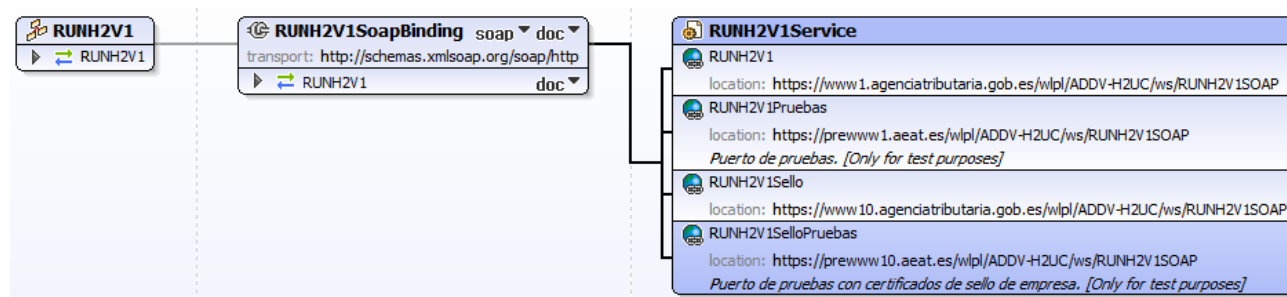 RUNH2V1
RUNH2V1
RUNH2V1SoapBinding soap doc
transport: http://schemas.xmlsoap.org/soap/http
RUNH2V1 doc
RUNH2V1Service
RUNH2V1
location: https://www1.agenciatributaria.gob.es/wlpl/ADDV-H2UC/ws/RUNH2V1SOAP
RUNH2V1Pruebas
location: https://prewww1.aeat.es/wlpl/ADDV-H2UC/ws/RUNH2V1SOAP
Puerto de pruebas. [Only for test purposes]
RUNH2V1Sello
location: https://www10.agenciatributaria.gob.es/wlpl/ADDV-H2UC/ws/RUNH2V1SOAP
RUNH2V1SelloPruebas
location: https://prewww10.aeat.es/wlpl/ADDV-H2UC/ws/RUNH2V1SOAP
Puerto de pruebas con certificados de sello de empresa. [Only for test purposes]